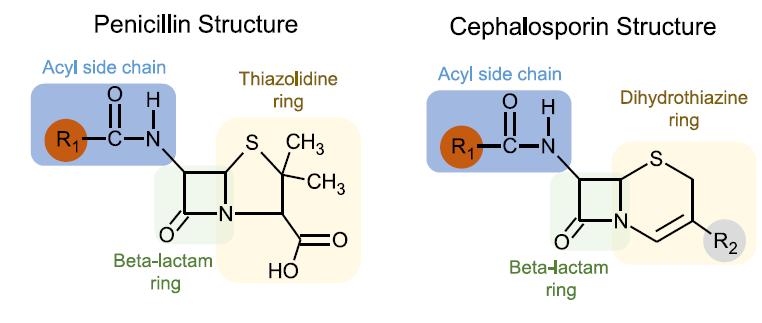 Penicillin Structure
Acyl side chain
Thiazolidine
ring
O
H
R1
C
N
S
CH3
CH3
N
O
O
HO
Beta-lactam
ring
Cephalosporin Structure
Acyl side chain
Dihydrothiazine
ring
O
H
R1
C
N
S
N
O
R2
Beta-lactam
ring